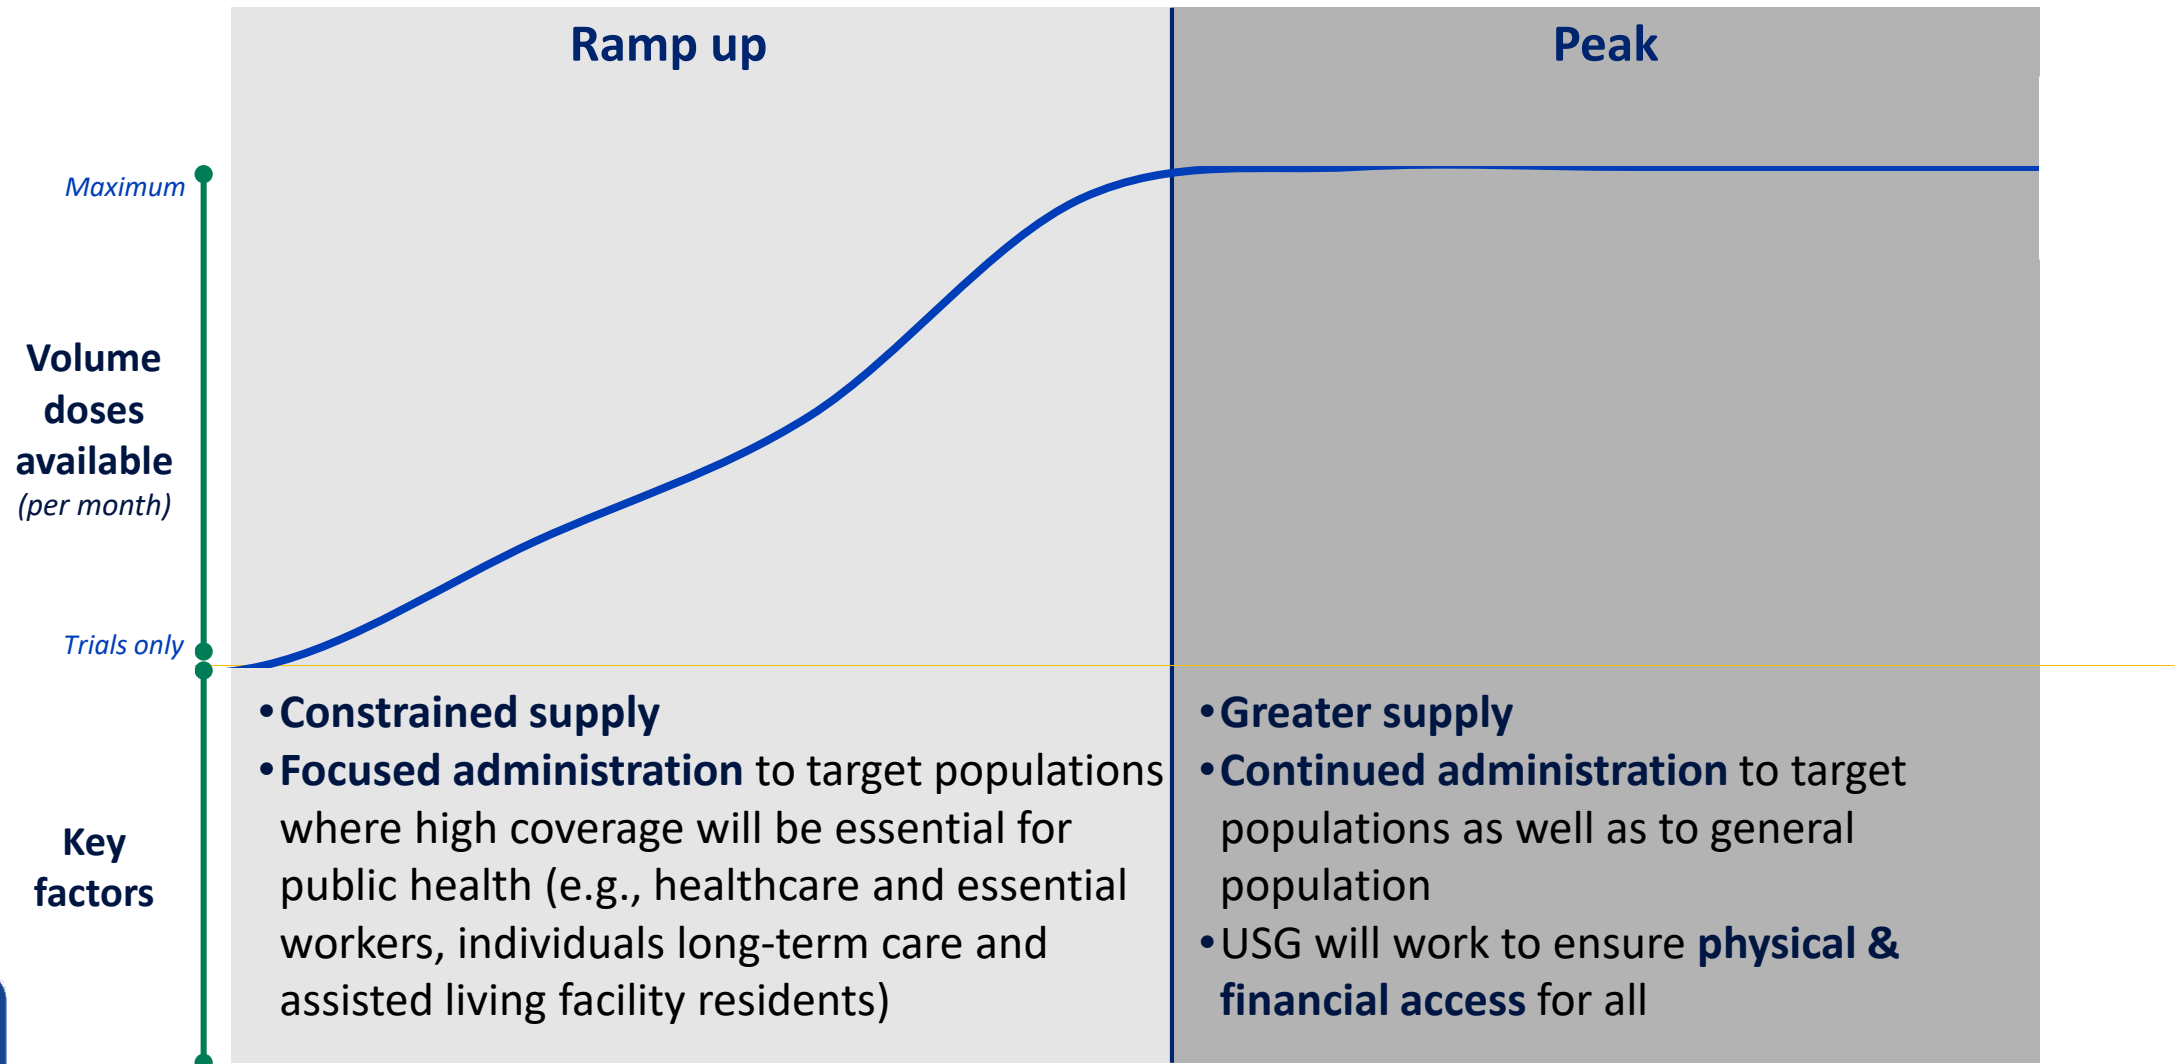 Ramp up
Peak
Maximum
Volume
doses
available
(per month)
Trials only
Key
factors
•Constrained supply
•Focused administration to target populations
where high coverage will be essential for
public health (e.g., healthcare and essential
workers, individuals long-term care and
assisted living facility residents)
•Greater supply
•Continued administration to target
populations as well as to general
population
•USG will work to ensure physical &
financial access for all